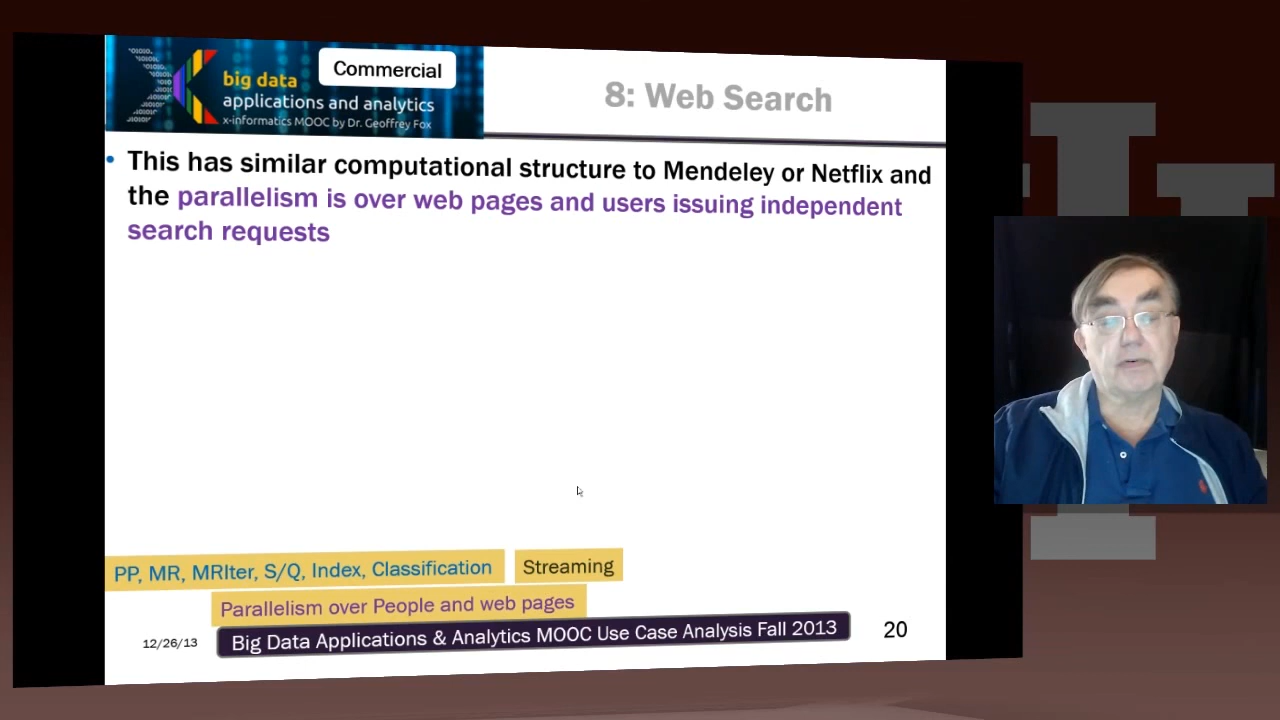 Commercial
big data
applications and analytics
x-informatics MOOC by Dr. Geoffrey Fox
8: Web Search
• This has similar computational structure to Mendeley or Netflix and
the parallelism is over web pages and users issuing independent
search requests
PP, MR, MRIter, S/Q, Index, Classification
Streaming
Parallelism over People and web pages
12/26/13
Big Data Applications & Analytics MOOC Use Case Analysis Fall 2013
20